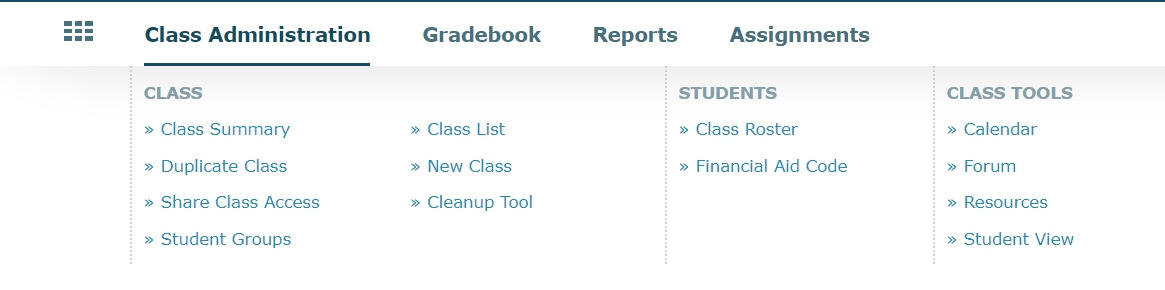 Class Administration Gradebook Reports Assignments
CLASS
» Class Summary
» Duplicate Class
» Share Class Access
» Student Groups
» Class List
» New Class
» Cleanup Tool
STUDENTS
» Class Roster
» Financial Aid Code
CLASS TOOLS
» Calendar
» Forum
» Resources
» Student View